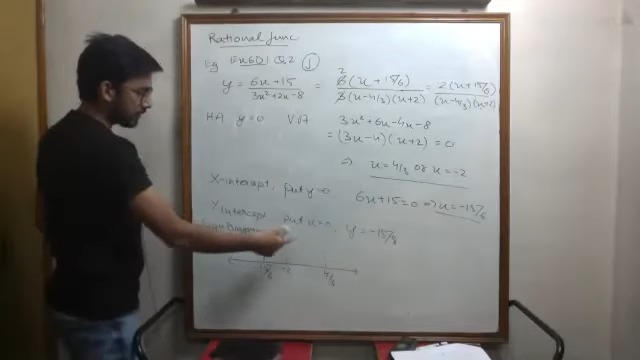 Rational func
Eg Ex6D1 Q.2 (1)
y = 6x+15 / 3x²+2x-8 = 6(x+15/6) / 3(x-4/3)(x+2) = 2(x+15/6) / (x-4/3)(x+2)
HA y=0 VA 3x²+6x-4x-8
= (3x-4)(x+2) = 0
⇒ x=4/3 or x=-2
X-intercept, put y=0 6x+15=0 ⇒ x=-15/6
Y intercept put x=0, y=-15/8
-15/6 -2 4/3